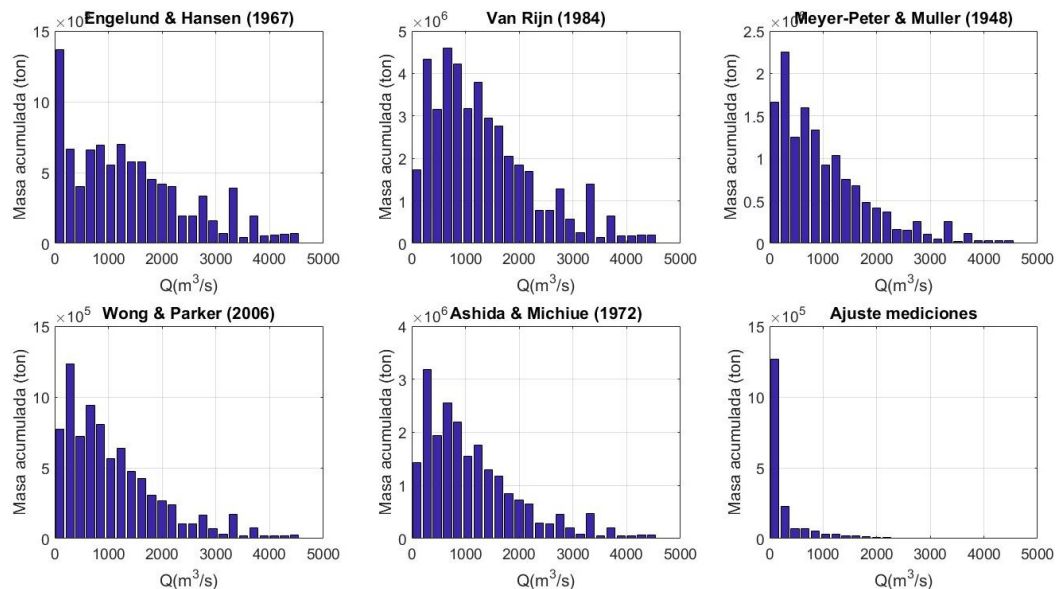 Engelund & Hansen (1967)
×10⁵
15
10
5
0
Masa acumulada (ton)
0 1000 2000 3000 4000 5000
Q(m³/s)
Van Rijn (1984)
×10⁶
5
4
3
2
1
0
Masa acumulada (ton)
0 1000 2000 3000 4000 5000
Q(m³/s)
Meyer-Peter & Muller (1948)
2.5
2
1.5
1
0.5
0
Masa acumulada (ton)
0 1000 2000 3000 4000 5000
Q(m³/s)
Wong & Parker (2006)
×10⁵
15
10
5
0
Masa acumulada (ton)
0 1000 2000 3000 4000 5000
Q(m³/s)
Ashida & Michiue (1972)
×10⁶
4
3
2
1
0
Masa acumulada (ton)
0 1000 2000 3000 4000 5000
Q(m³/s)
Ajuste mediciones
×10⁵
15
10
5
0
Masa acumulada (ton)
0 1000 2000 3000 4000 5000
Q(m³/s)